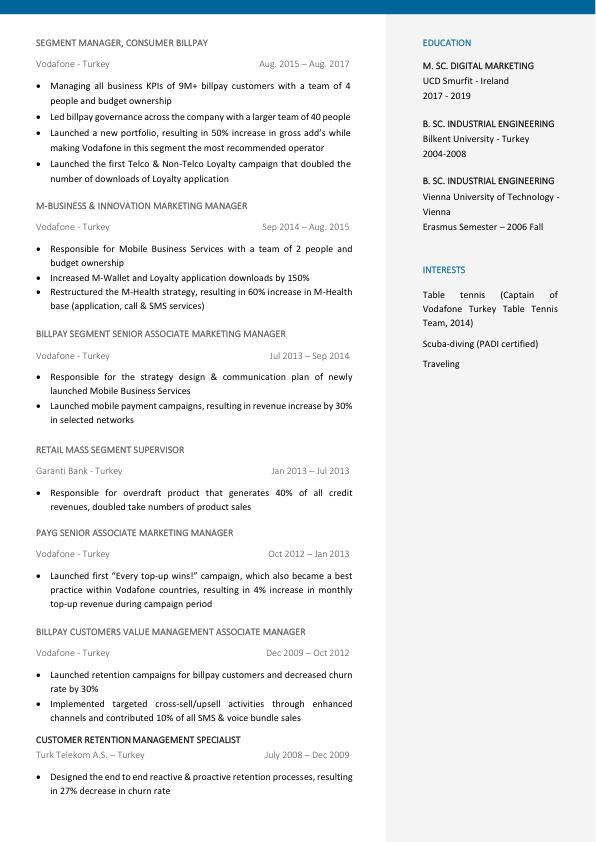 SEGMENT MANAGER, CONSUMER BILLPAY
Vodafone - Turkey Aug. 2015 – Aug. 2017
• Managing all business KPIs of 9M+ billpay customers with a team of 4
people and budget ownership
• Led billpay governance across the company with a larger team of 40 people
• Launched a new portfolio, resulting in 50% increase in gross add’s while
making Vodafone in this segment the most recommended operator
• Launched the first Telco & Non-Telco Loyalty campaign that doubled the
number of downloads of Loyalty application
M-BUSINESS & INNOVATION MARKETING MANAGER
Vodafone - Turkey Sep 2014 – Aug. 2015
• Responsible for Mobile Business Services with a team of 2 people and
budget ownership
• Increased M-Wallet and Loyalty application downloads by 150%
• Restructured the M-Health strategy, resulting in 60% increase in M-Health
base (application, call & SMS services)
BILLPAY SEGMENT SENIOR ASSOCIATE MARKETING MANAGER
Vodafone - Turkey Jul 2013 – Sep 2014
• Responsible for the strategy design & communication plan of newly
launched Mobile Business Services
• Launched mobile payment campaigns, resulting in revenue increase by 30%
in selected networks
RETAIL MASS SEGMENT SUPERVISOR
Garanti Bank - Turkey Jan 2013 – Jul 2013
• Responsible for overdraft product that generates 40% of all credit
revenues, doubled take numbers of product sales
PAYG SENIOR ASSOCIATE MARKETING MANAGER
Vodafone - Turkey Oct 2012 – Jan 2013
• Launched first “Every top-up wins!” campaign, which also became a best
practice within Vodafone countries, resulting in 4% increase in monthly
top-up revenue during campaign period
BILLPAY CUSTOMERS VALUE MANAGEMENT ASSOCIATE MANAGER
Vodafone - Turkey Dec 2009 – Oct 2012
• Launched retention campaigns for billpay customers and decreased churn
rate by 30%
• Implemented targeted cross-sell/upsell activities through enhanced
channels and contributed 10% of all SMS & voice bundle sales
CUSTOMER RETENTION MANAGEMENT SPECIALIST
Turk Telekom A.S. – Turkey July 2008 – Dec 2009
• Designed the end to end reactive & proactive retention processes, resulting
in 27% decrease in churn rate
EDUCATION
M. SC. DIGITAL MARKETING
UCD Smurfit - Ireland
2017 - 2019
B. SC. INDUSTRIAL ENGINEERING
Bilkent University - Turkey
2004-2008
B. SC. INDUSTRIAL ENGINEERING
Vienna University of Technology -
Vienna
Erasmus Semester – 2006 Fall
INTERESTS
Table tennis (Captain of
Vodafone Turkey Table Tennis
Team, 2014)
Scuba-diving (PADI certified)
Traveling